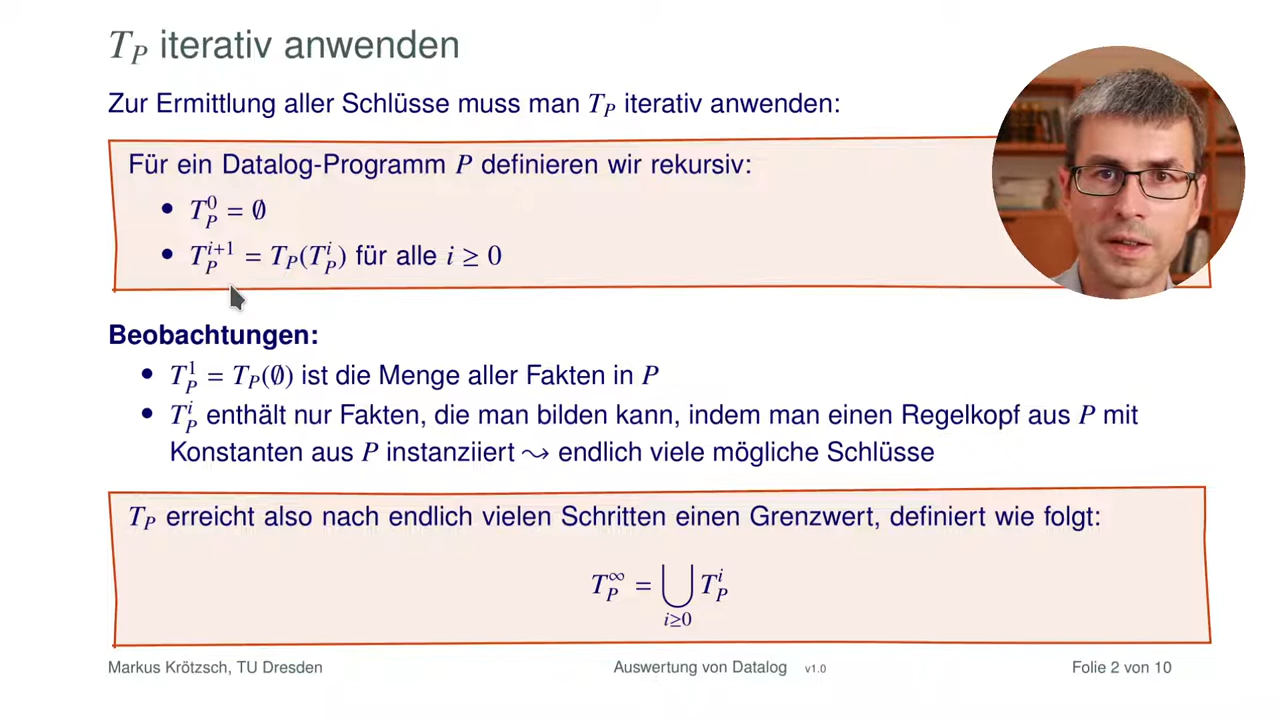 T_P iterativ anwenden
Zur Ermittlung aller Schlüsse muss man T_P iterativ anwenden:
Für ein Datalog-Programm P definieren wir rekursiv:
• T_P^0 = ∅
• T_P^{i+1} = T_P(T_P^i) für alle i ≥ 0
Beobachtungen:
• T_P^1 = T_P(∅) ist die Menge aller Fakten in P
• T_P^i enthält nur Fakten, die man bilden kann, indem man einen Regelkopf aus P mit
Konstanten aus P instanziiert ⇝ endlich viele mögliche Schlüsse
T_P erreicht also nach endlich vielen Schritten einen Grenzwert, definiert wie folgt:
T_P^∞ = ⋃_{i≥0} T_P^i
Markus Krötzsch, TU Dresden Auswertung von Datalog v1.0 Folie 2 von 10